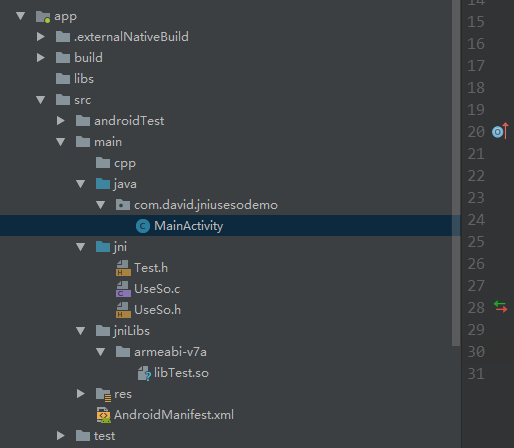 app
.externalNativeBuild
build
libs
src
androidTest
main
cpp
java
com.david.jniusesodemo
MainActivity
jni
Test.h
UseSo.c
UseSo.h
jniLibs
armeabi-v7a
libTest.so
res
AndroidManifest.xml
test
14
15
16
17
18
19
20
21
22
23
24
25
26
27
28
29
30
31